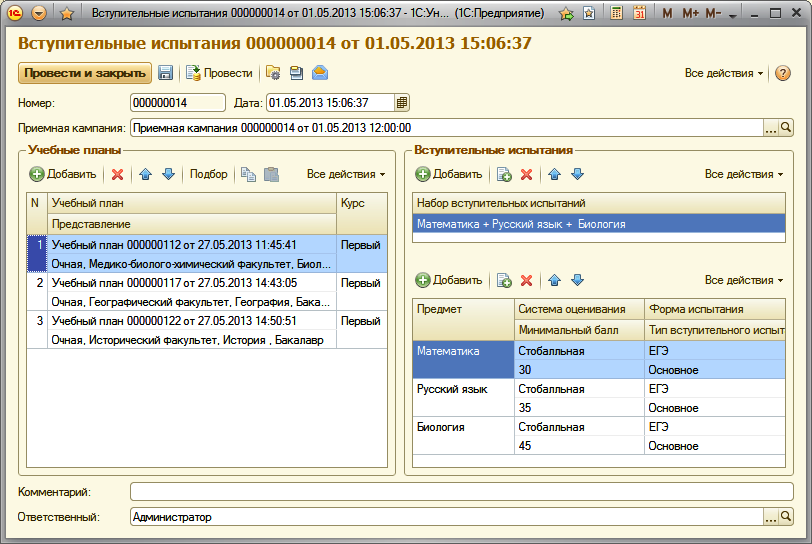 Вступительные испытания 000000014 от 01.05.2013 15:06:37 - 1С:Ун... (1С:Предприятие)
M M+ M-
Вступительные испытания 000000014 от 01.05.2013 15:06:37
Провести и закрыть Провести Все действия
Номер: 000000014 Дата: 01.05.2013 15:06:37
Приемная кампания: Приемная кампания 000000014 от 01.05.2013 12:00:00 ...
Учебные планы
Добавить Подбор Все действия
N Учебный план Курс
Представление
1 Учебный план 000000112 от 27.05.2013 11:45:41 Первый
Очная, Медико-биолого-химический факультет, Биол...
2 Учебный план 000000117 от 27.05.2013 14:43:05 Первый
Очная, Географический факультет, География, Бака...
3 Учебный план 000000122 от 27.05.2013 14:50:51 Первый
Очная, Исторический факультет, История , Бакалавр
Вступительные испытания
Добавить Все действия
Набор вступительных испытаний
Математика + Русский язык + Биология
Добавить Все действия
Предмет Система оценивания Форма испытания
Минимальный балл Тип вступительного испыт
Математика Стобалльная ЕГЭ
30 Основное
Русский язык Стобалльная ЕГЭ
35 Основное
Биология Стобалльная ЕГЭ
45 Основное
Комментарий:
Ответственный: Администратор ...